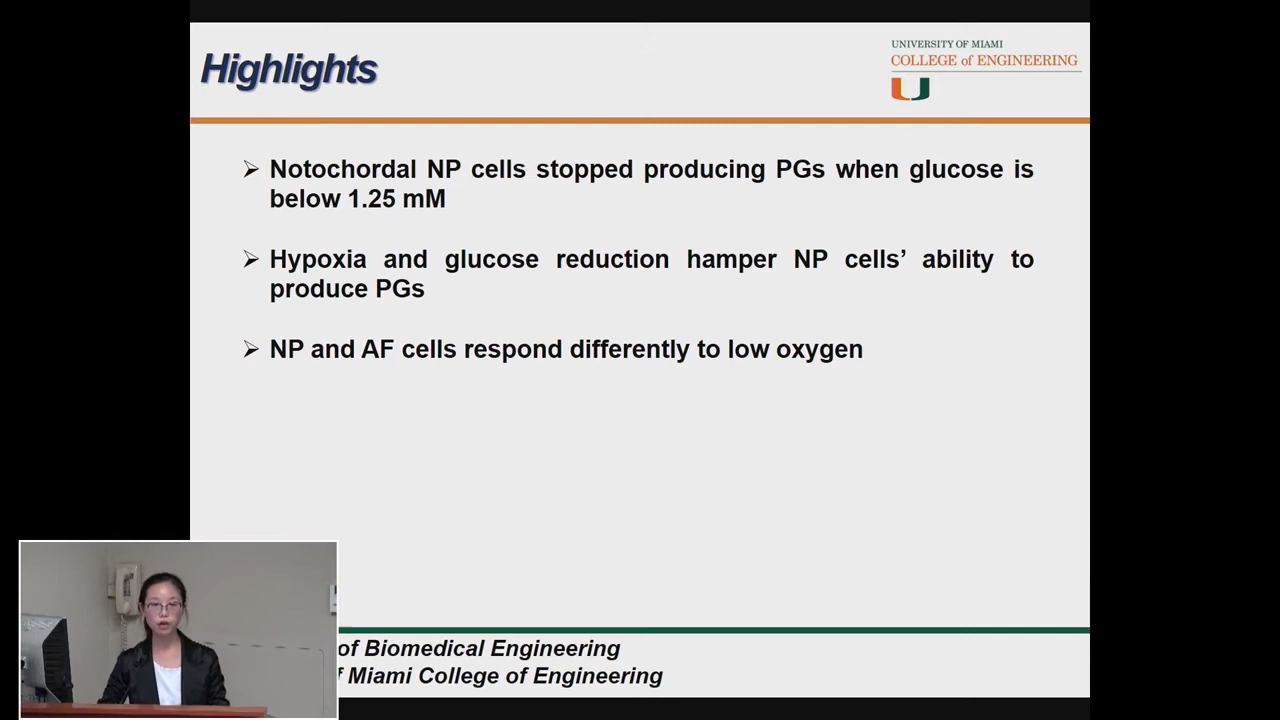 Highlights
UNIVERSITY OF MIAMI
COLLEGE of ENGINEERING
Notochordal NP cells stopped producing PGs when glucose is
below 1.25 mM
Hypoxia and glucose reduction hamper NP cells’ ability to
produce PGs
NP and AF cells respond differently to low oxygen
of Biomedical Engineering
Miami College of Engineering